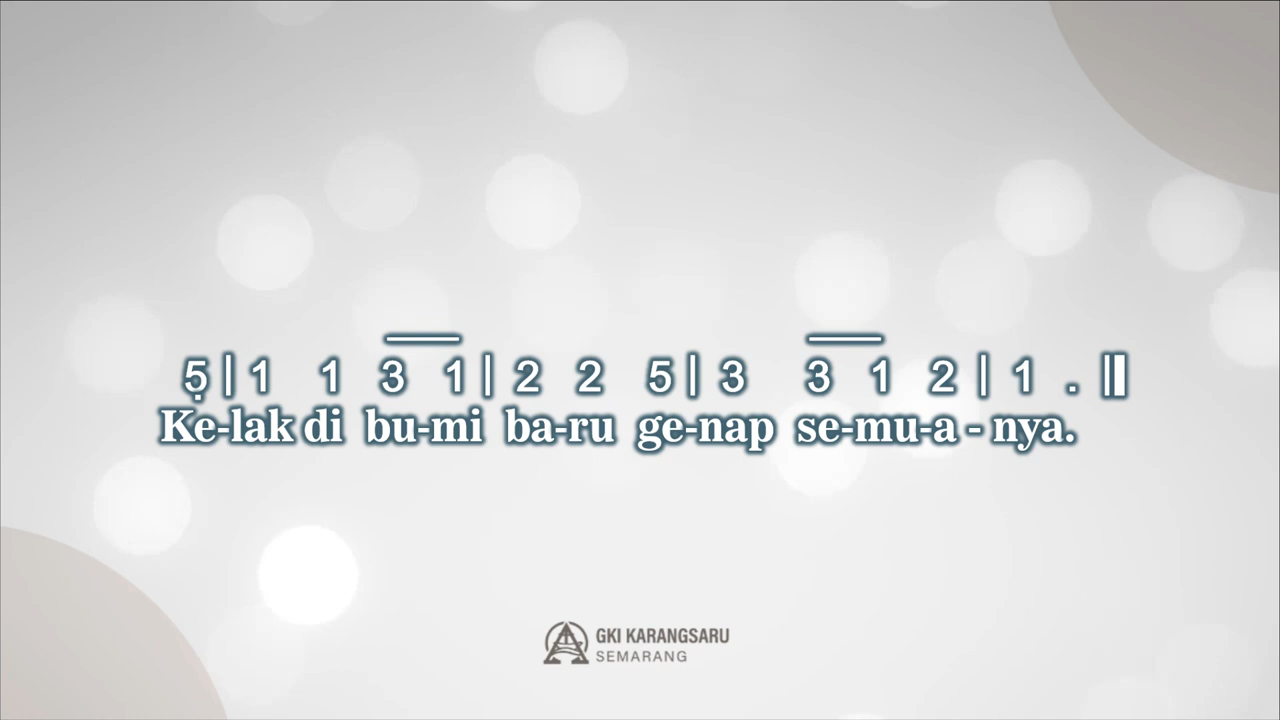 5̣ | 1 1 3 1 | 2 2 5 | 3 3 1 2 | 1 . ‖
Ke-lak di bu-mi ba-ru ge-nap se-mu-a - nya.
GKI KARANGSARU
SEMARANG